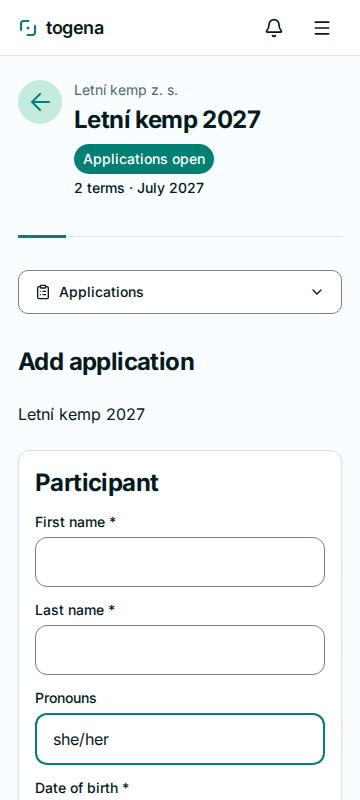 togena
Letní kemp z. s.
Letní kemp 2027
Applications open
2 terms · July 2027
Applications
Add application
Letní kemp 2027
Participant
First name *
Last name *
Pronouns
she/her
Date of birth *